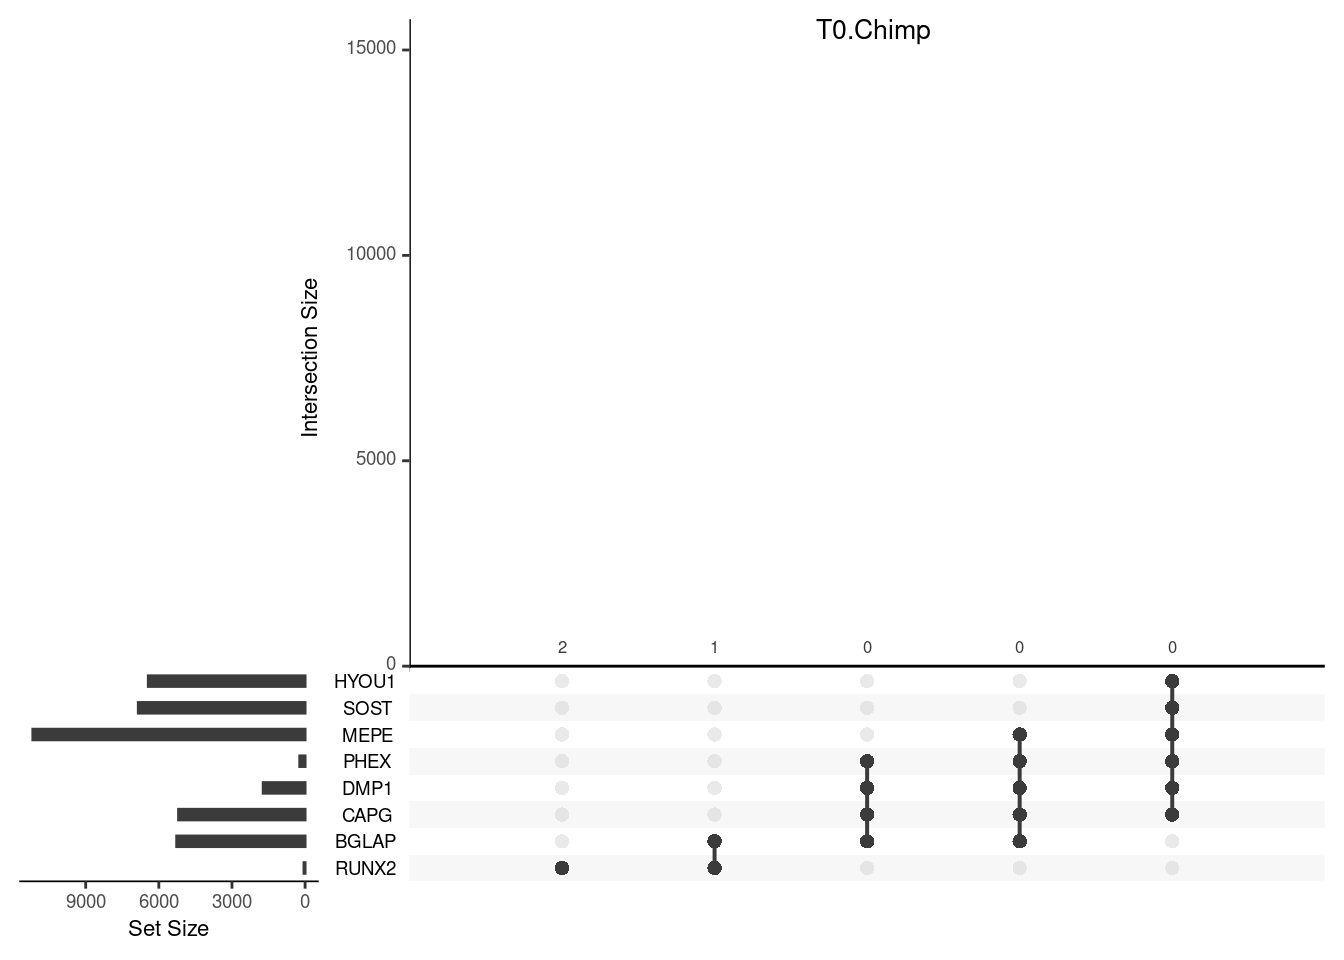 T0.Chimp
15000
10000
5000
0
Intersection Size
2 1 0 0 0
HYOU1
SOST
MEPE
PHEX
DMP1
CAPG
BGLAP
RUNX2
9000 6000 3000 0
Set Size